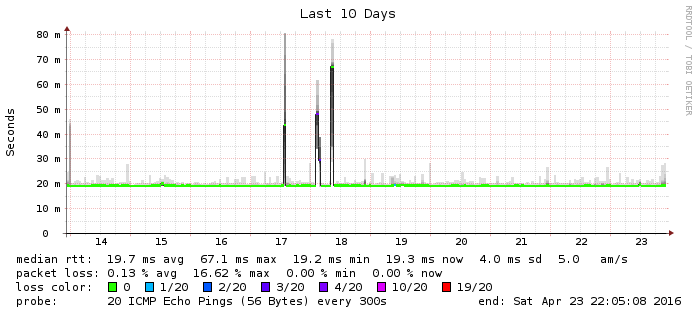 Last 10 Days
RRDTOOL / TOBI OETIKER
Seconds
80 m
70 m
60 m
50 m
40 m
30 m
20 m
10 m
0
14 15 16 17 18 19 20 21 22 23
median rtt: 19.7 ms avg 67.1 ms max 19.2 ms min 19.3 ms now 4.0 ms sd 5.0 am/s
packet loss: 0.13 % avg 16.62 % max 0.00 % min 0.00 % now
loss color: 0 1/20 2/20 3/20 4/20 10/20 19/20
probe: 20 ICMP Echo Pings (56 Bytes) every 300s end: Sat Apr 23 22:05:08 2016